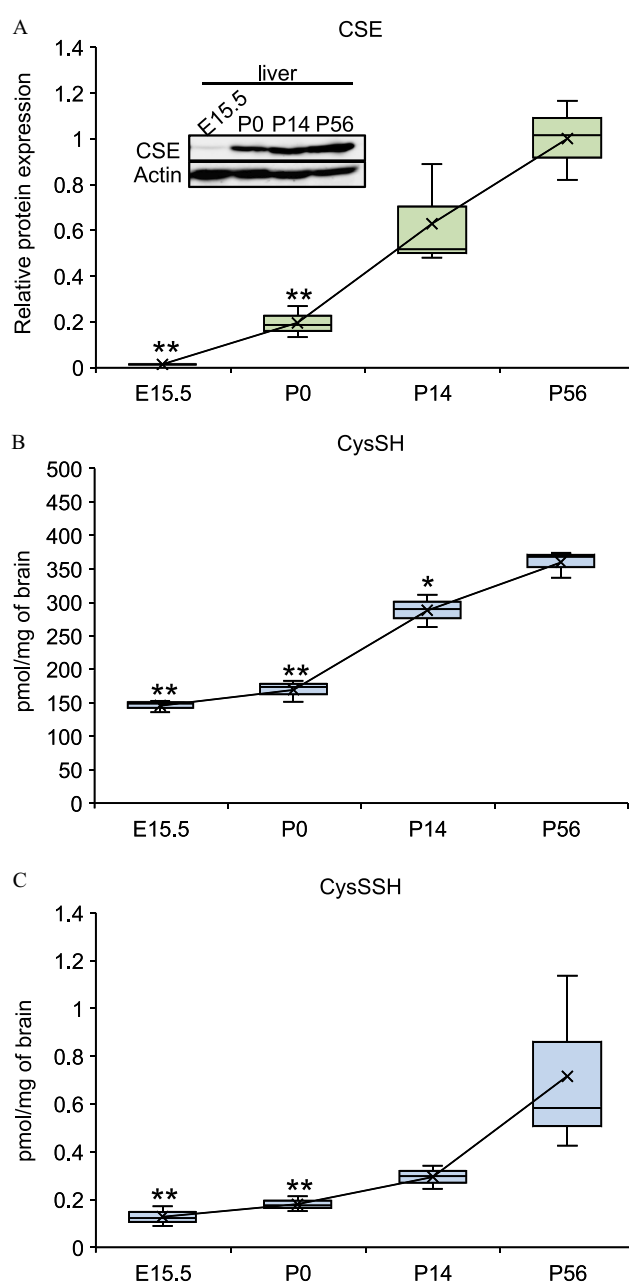 A
CSE
Relative protein expression
1.4
1.2
1
0.8
0.6
0.4
0.2
0
liver
E15.5 P0 P14 P56
CSE
Actin
**
**
E15.5 P0 P14 P56
B
CysSH
pmol/mg of brain
500
450
400
350
300
250
200
150
100
50
0
**
**
*
E15.5 P0 P14 P56
C
CysSSH
pmol/mg of brain
1.4
1.2
1
0.8
0.6
0.4
0.2
0
**
**
E15.5 P0 P14 P56